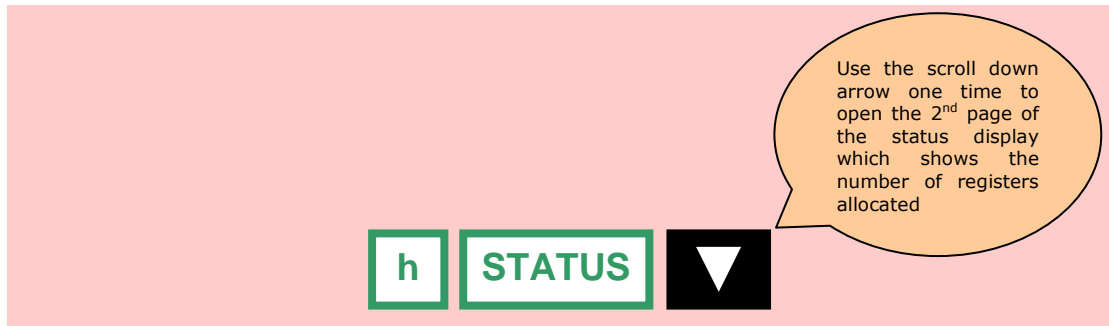 Use the scroll down
arrow one time to
open the 2nd page of
the status display
which shows the
number of registers
allocated
h STATUS